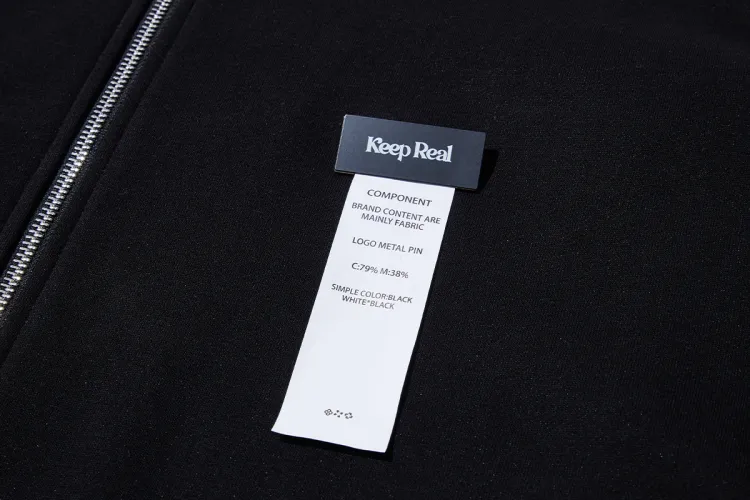 Keep Real
COMPONENT
BRAND CONTENT ARE
MAINLY FABRIC
LOGO METAL PIN
C:79% M:38%
SIMPLE COLOR:BLACK
WHITE*BLACK